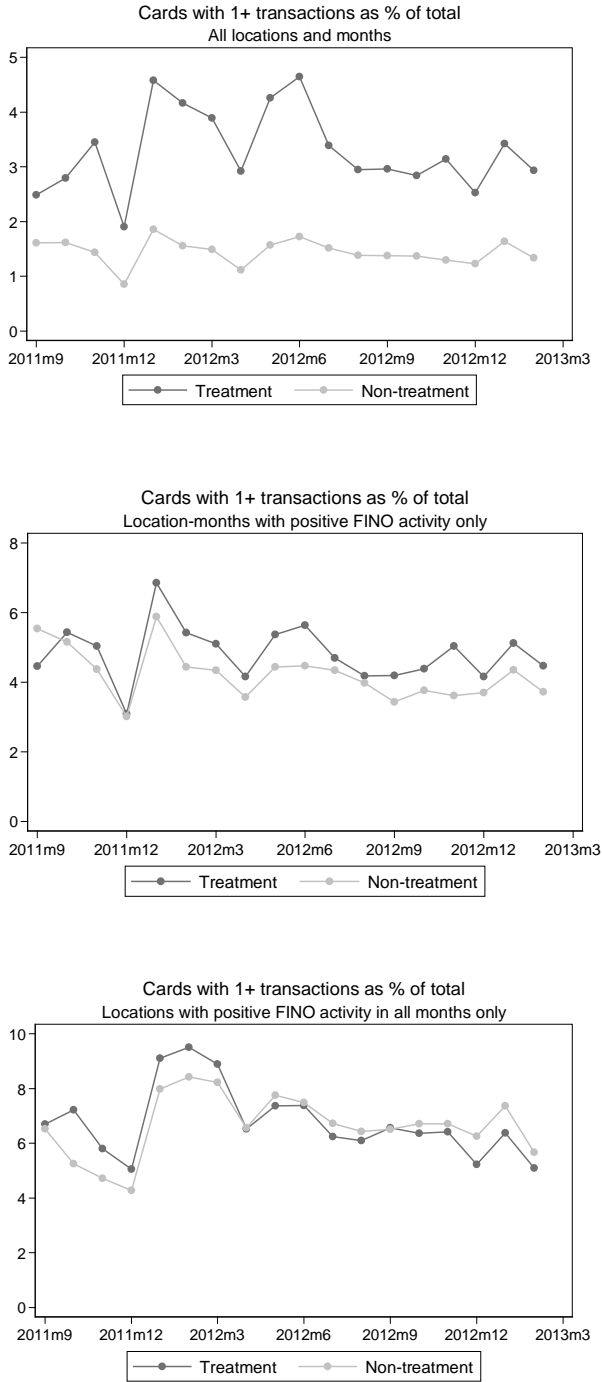 Cards with 1+ transactions as % of total
All locations and months
5
4
3
2
1
0
2011m9 2011m12 2012m3 2012m6 2012m9 2012m12 2013m3
Treatment Non-treatment
Cards with 1+ transactions as % of total
Location-months with positive FINO activity only
8
6
4
2
0
2011m9 2011m12 2012m3 2012m6 2012m9 2012m12 2013m3
Treatment Non-treatment
Cards with 1+ transactions as % of total
Locations with positive FINO activity in all months only
10
8
6
4
2
0
2011m9 2011m12 2012m3 2012m6 2012m9 2012m12 2013m3
Treatment Non-treatment